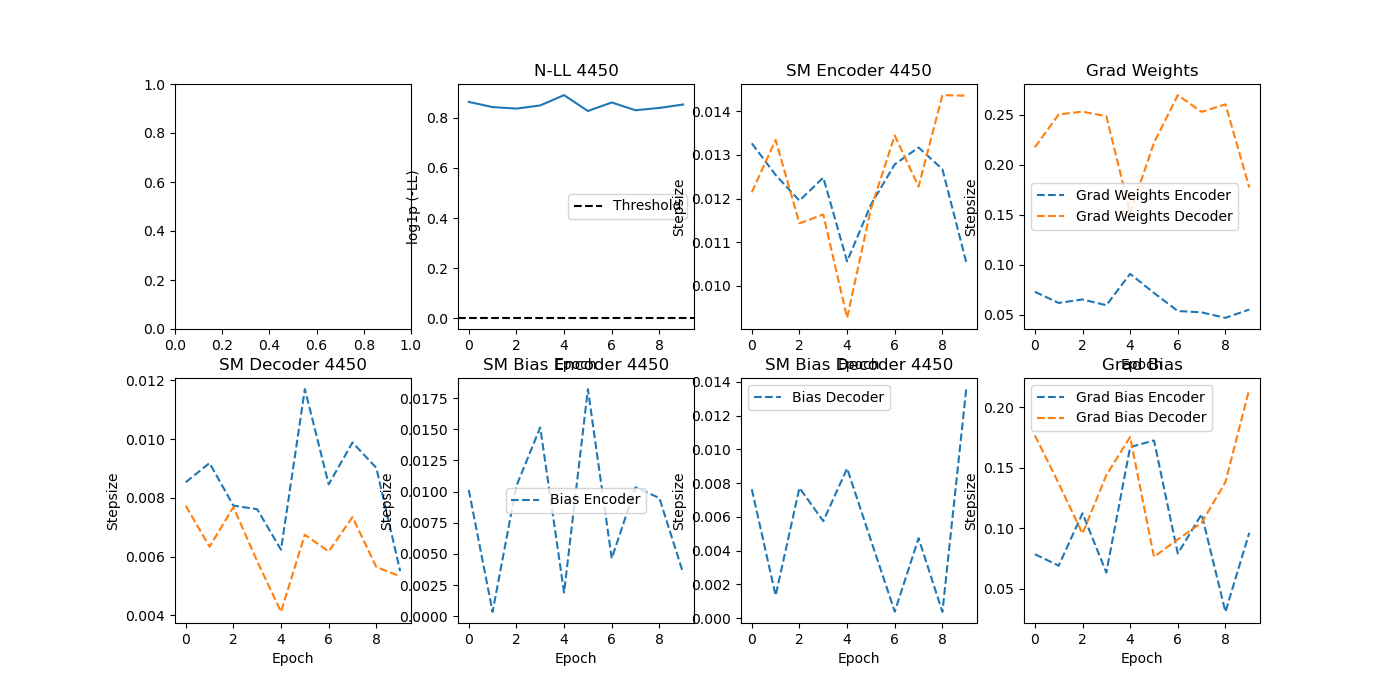 N-LL 4450
SM Encoder 4450
Grad Weights
1.0
0.8
0.6
0.4
0.2
0.0
0.0 0.2 0.4 0.6 0.8 1.0
log1p (-LL)
0.8
0.6
0.4
0.2
0.0
Threshold
0 2 4 6 8
Epoch
Stepsize
0.014
0.013
0.012
0.011
0.010
0 2 4 6 8
Epoch
Stepsize
0.25
0.20
0.15
0.10
0.05
Grad Weights Encoder
Grad Weights Decoder
0 2 4 6 8
Epoch
SM Decoder 4450
SM Bias Encoder 4450
SM Bias Decoder 4450
Grad Bias
Stepsize
0.012
0.010
0.008
0.006
0.004
0 2 4 6 8
Epoch
Stepsize
0.0175
0.0150
0.0125
0.0100
0.0075
0.0050
0.0025
0.0000
Bias Encoder
0 2 4 6 8
Epoch
Stepsize
0.014
0.012
0.010
0.008
0.006
0.004
0.002
0.000
Bias Decoder
0 2 4 6 8
Epoch
Stepsize
0.20
0.15
0.10
0.05
Grad Bias Encoder
Grad Bias Decoder
0 2 4 6 8
Epoch